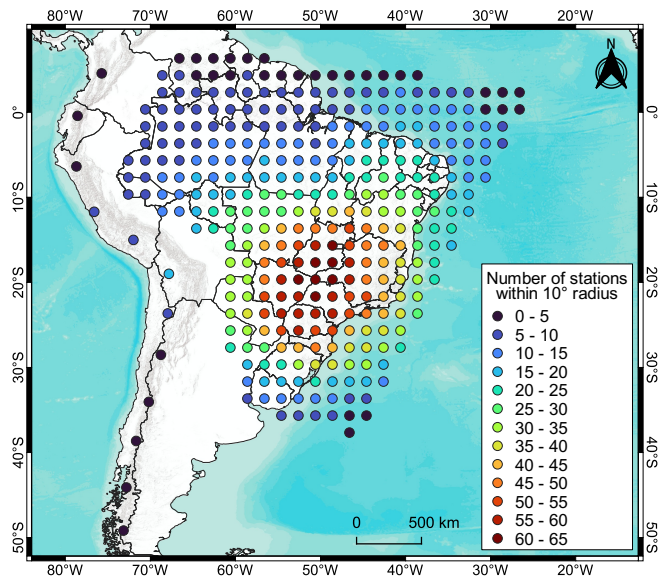 80°W 70°W 60°W 50°W 40°W 30°W 20°W
N
0° 0°
10°S 10°S
20°S 20°S
Number of stations
within 10° radius
0 - 5
5 - 10
10 - 15
15 - 20
20 - 25
25 - 30
30 - 35
35 - 40
40 - 45
45 - 50
50 - 55
55 - 60
60 - 65
30°S 30°S
40°S 40°S
0 500 km
50°S 50°S
80°W 70°W 60°W 50°W 40°W 30°W 20°W